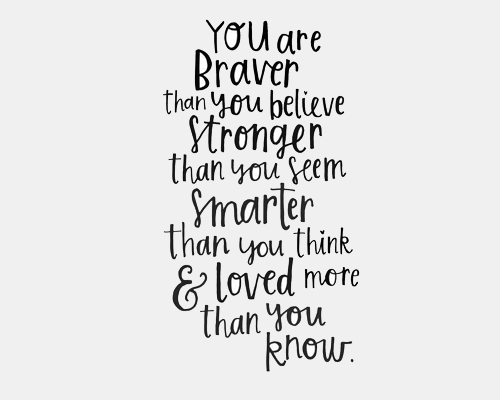 YOU are
Braver
than you believe
Stronger
than you seem
Smarter
than you think
& loved more
than you
know.